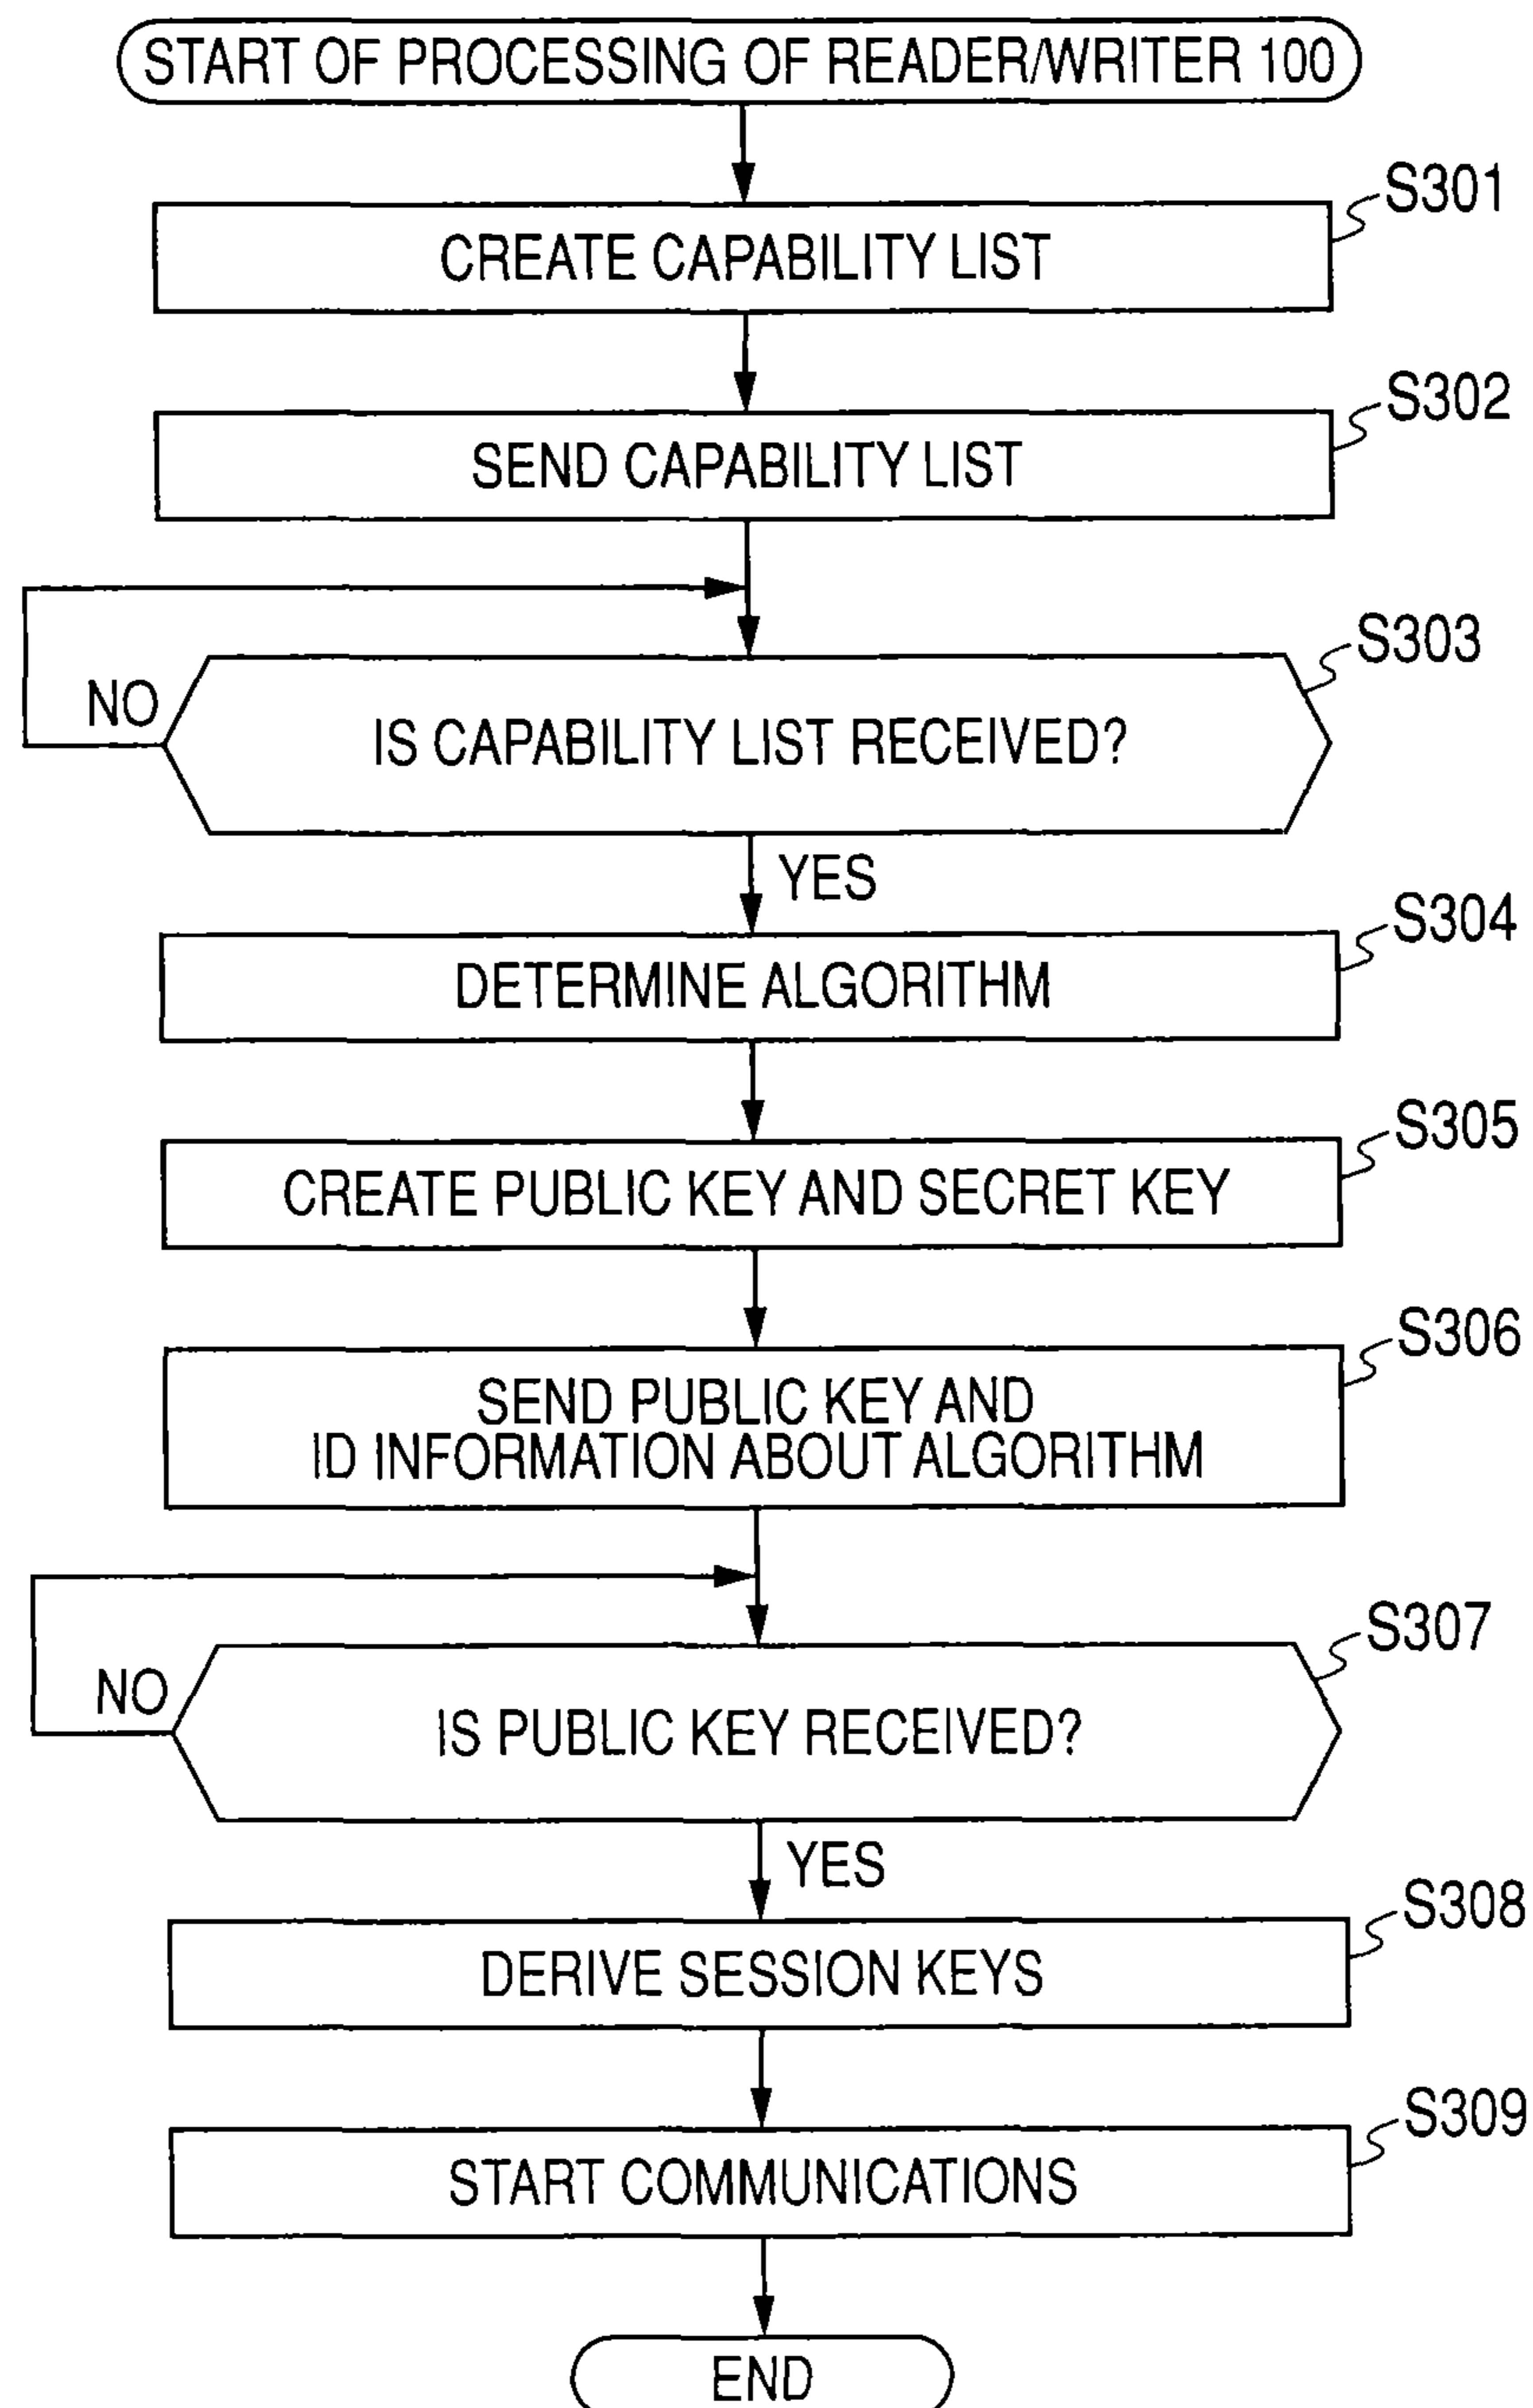 START OF PROCESSING OF READER/WRITER 100
S301
CREATE CAPABILITY LIST
S302
SEND CAPABILITY LIST
S303
NO
IS CAPABILITY LIST RECEIVED?
YES
S304
DETERMINE ALGORITHM
S305
CREATE PUBLIC KEY AND SECRET KEY
S306
SEND PUBLIC KEY AND
ID INFORMATION ABOUT ALGORITHM
S307
NO
IS PUBLIC KEY RECEIVED?
YES
S308
DERIVE SESSION KEYS
S309
START COMMUNICATIONS
END